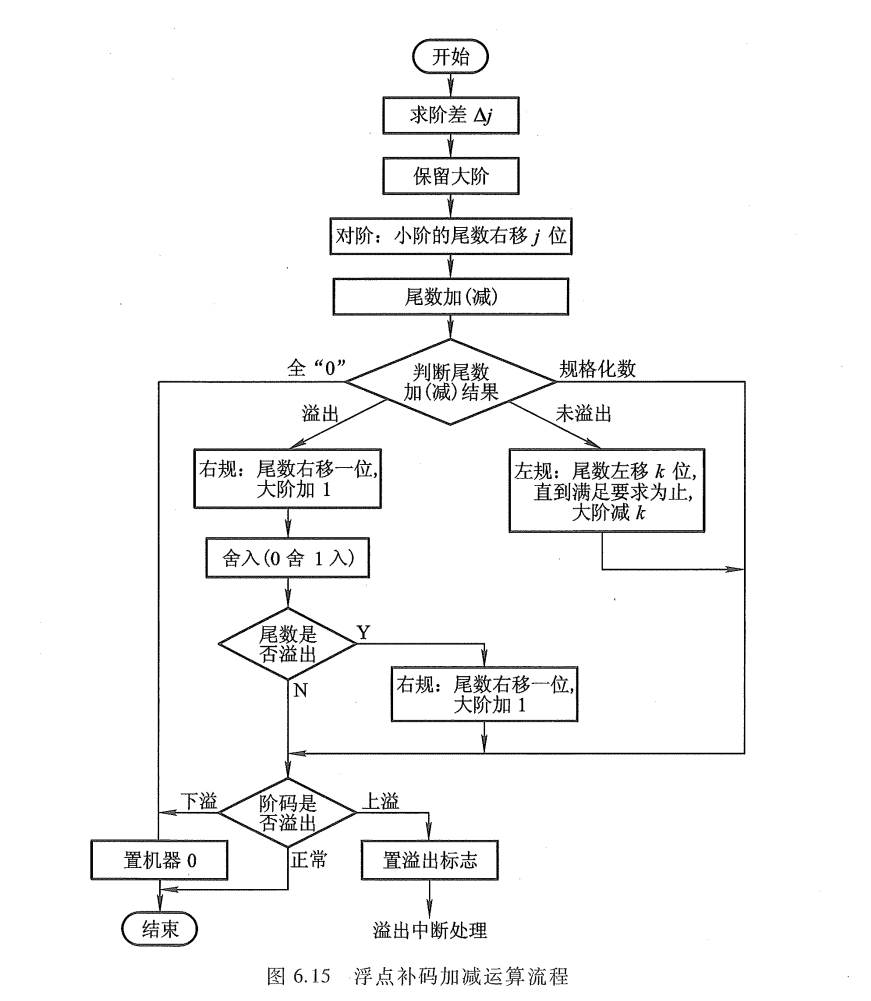 开始
求阶差 Δj
保留大阶
对阶：小阶的尾数右移 j 位
尾数加(减)
全“0”
判断尾数
加(减)结果
规格化数
溢出
未溢出
右规：尾数右移一位,
大阶加 1
左规：尾数左移 k 位,
直到满足要求为止,
大阶减 k
舍入(0 舍 1 入)
尾数是
否溢出
Y
N
右规：尾数右移一位,
大阶加 1
下溢
阶码是
否溢出
上溢
置机器 0
正常
置溢出标志
结束
溢出中断处理
图 6.15 浮点补码加减运算流程